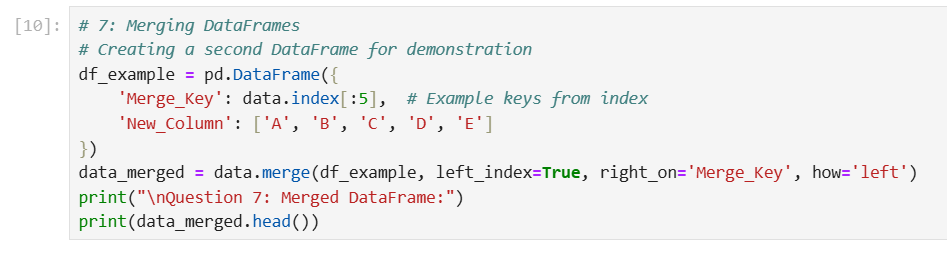 [10]: # 7: Merging DataFrames
# Creating a second DataFrame for demonstration
df_example = pd.DataFrame({
    'Merge_Key': data.index[:5],  # Example keys from index
    'New_Column': ['A', 'B', 'C', 'D', 'E']
})
data_merged = data.merge(df_example, left_index=True, right_on='Merge_Key', how='left')
print("\nQuestion 7: Merged DataFrame:")
print(data_merged.head())